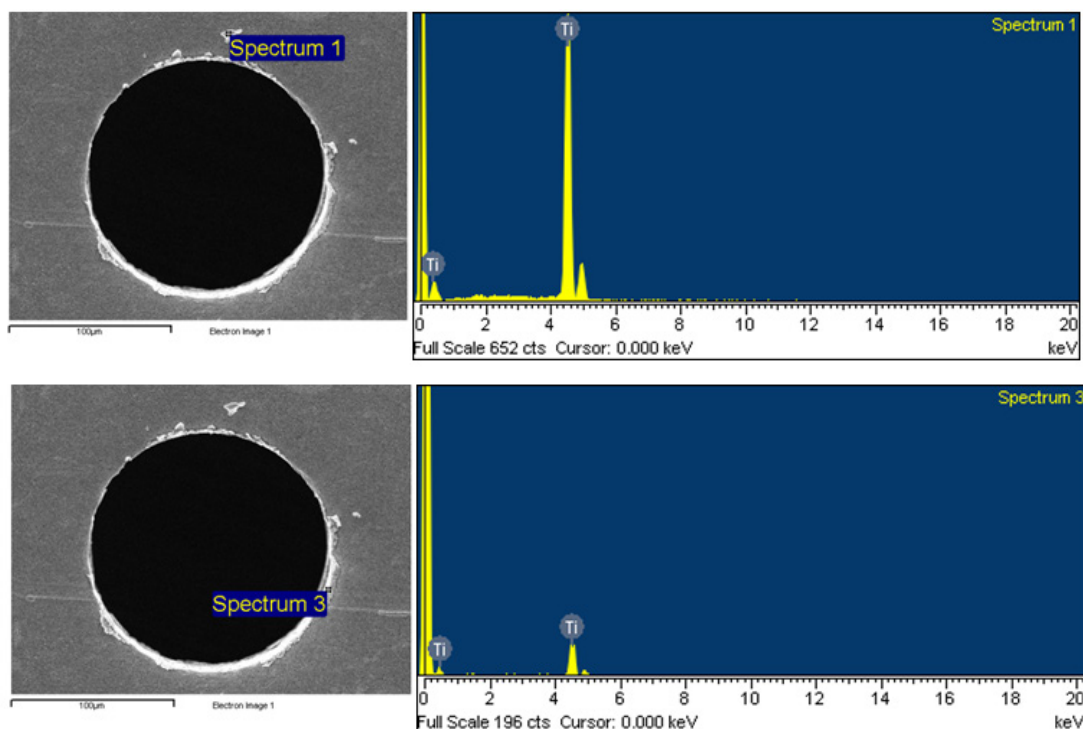 Spectrum 1
100µm
Electron Image 1
Spectrum 1
Ti
Ti
0 2 4 6 8 10 12 14 16 18 20
Full Scale 652 cts Cursor: 0.000 keV
keV
Spectrum 3
100µm
Electron Image 1
Spectrum 3
Ti
Ti
0 2 4 6 8 10 12 14 16 18 20
Full Scale 196 cts Cursor: 0.000 keV
keV